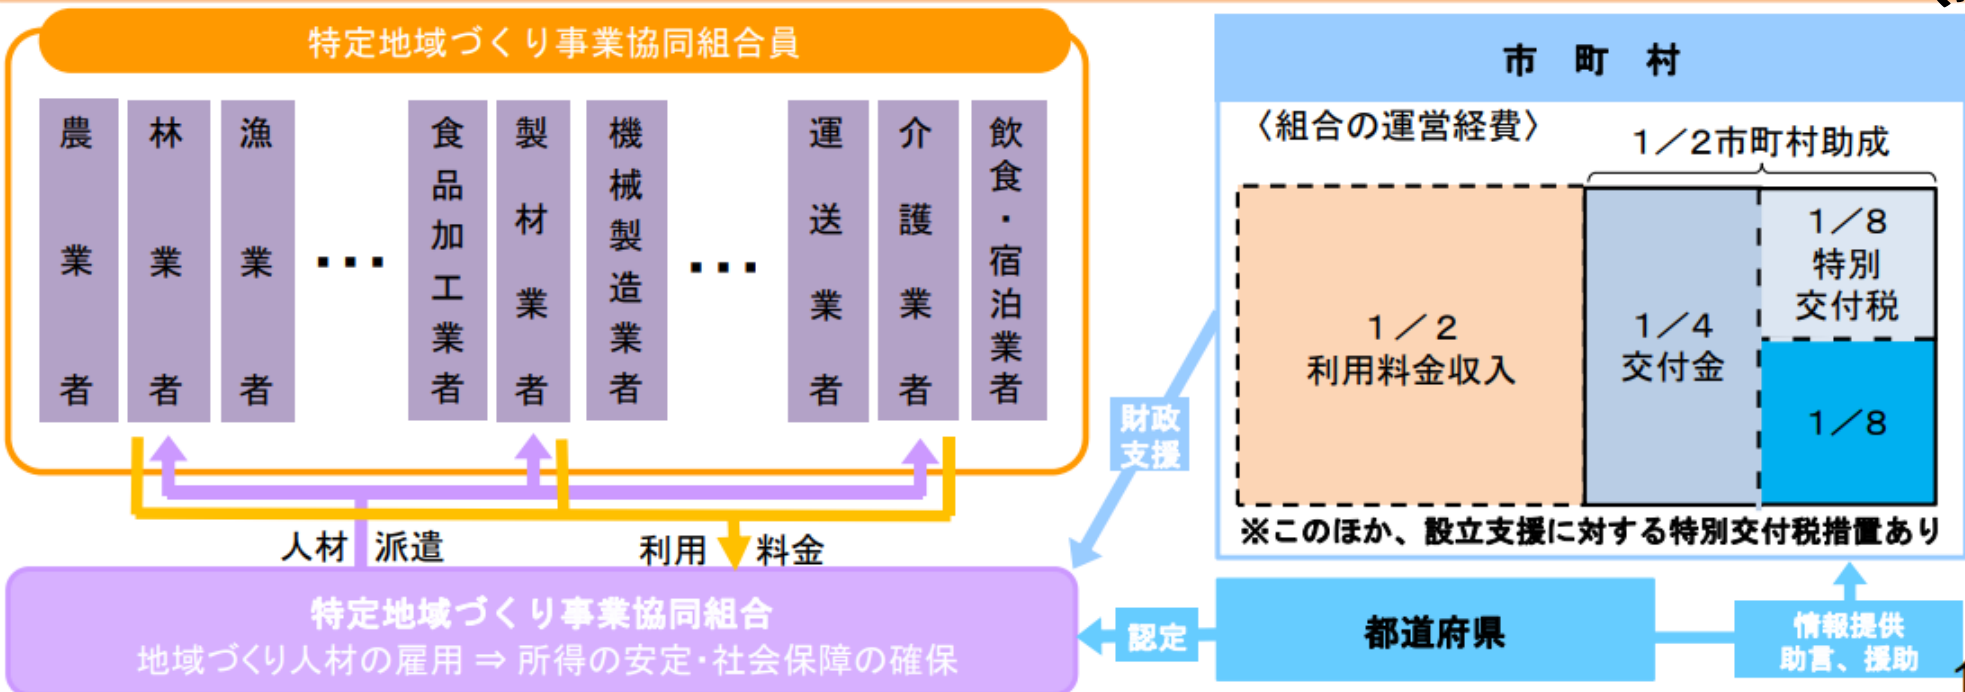 特定地域づくり事業協同組合員
農業者
林業者
漁業者
・・・
食品加工業者
製材業者
機械製造業者
・・・
運送業者
介護業者
飲食・宿泊業者
人材 派遣
利用 料金
特定地域づくり事業協同組合
地域づくり人材の雇用 ⇒ 所得の安定・社会保障の確保
財政
支援
認定
市 町 村
〈組合の運営経費〉
1/2市町村助成
1/2
利用料金収入
1/4
交付金
1/8
特別
交付税
1/8
※このほか、設立支援に対する特別交付税措置あり
都道府県
情報提供
助言、援助